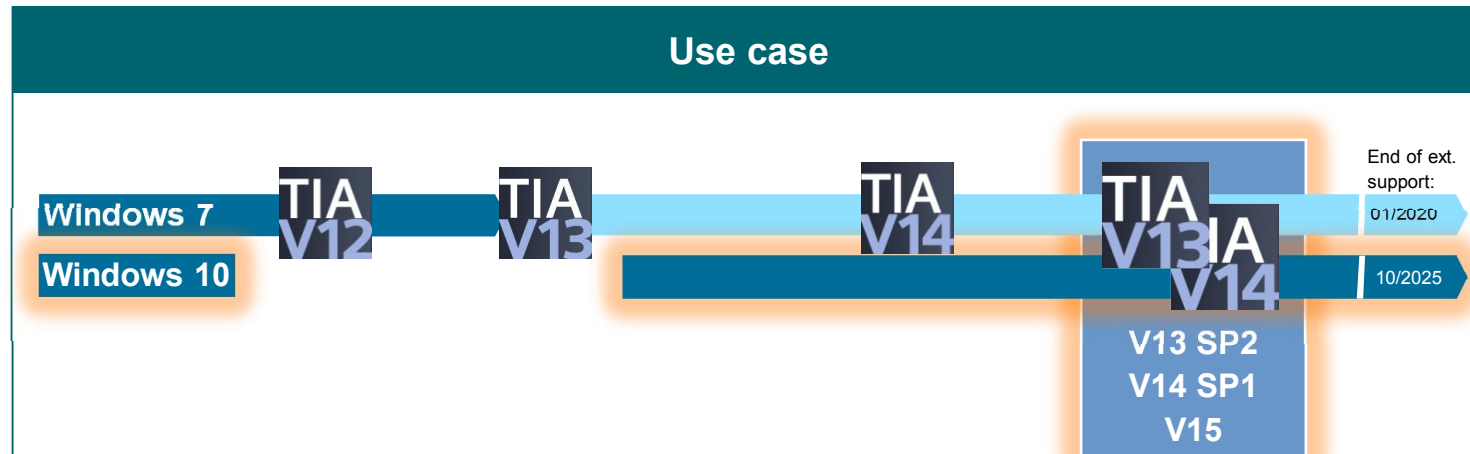 Use case
End of ext.
support:
Windows 7
TIA
V12
TIA
V13
TIA
V14
TIA
V13
IA
V14
01/2020
Windows 10
10/2025
V13 SP2
V14 SP1
V15